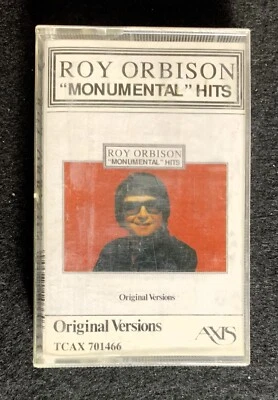 ROY ORBISON
"MONUMENTAL" HITS
ROY ORBISON
"MONUMENTAL" HITS
Original Versions
Original Versions
TCAX 701466
AXIS